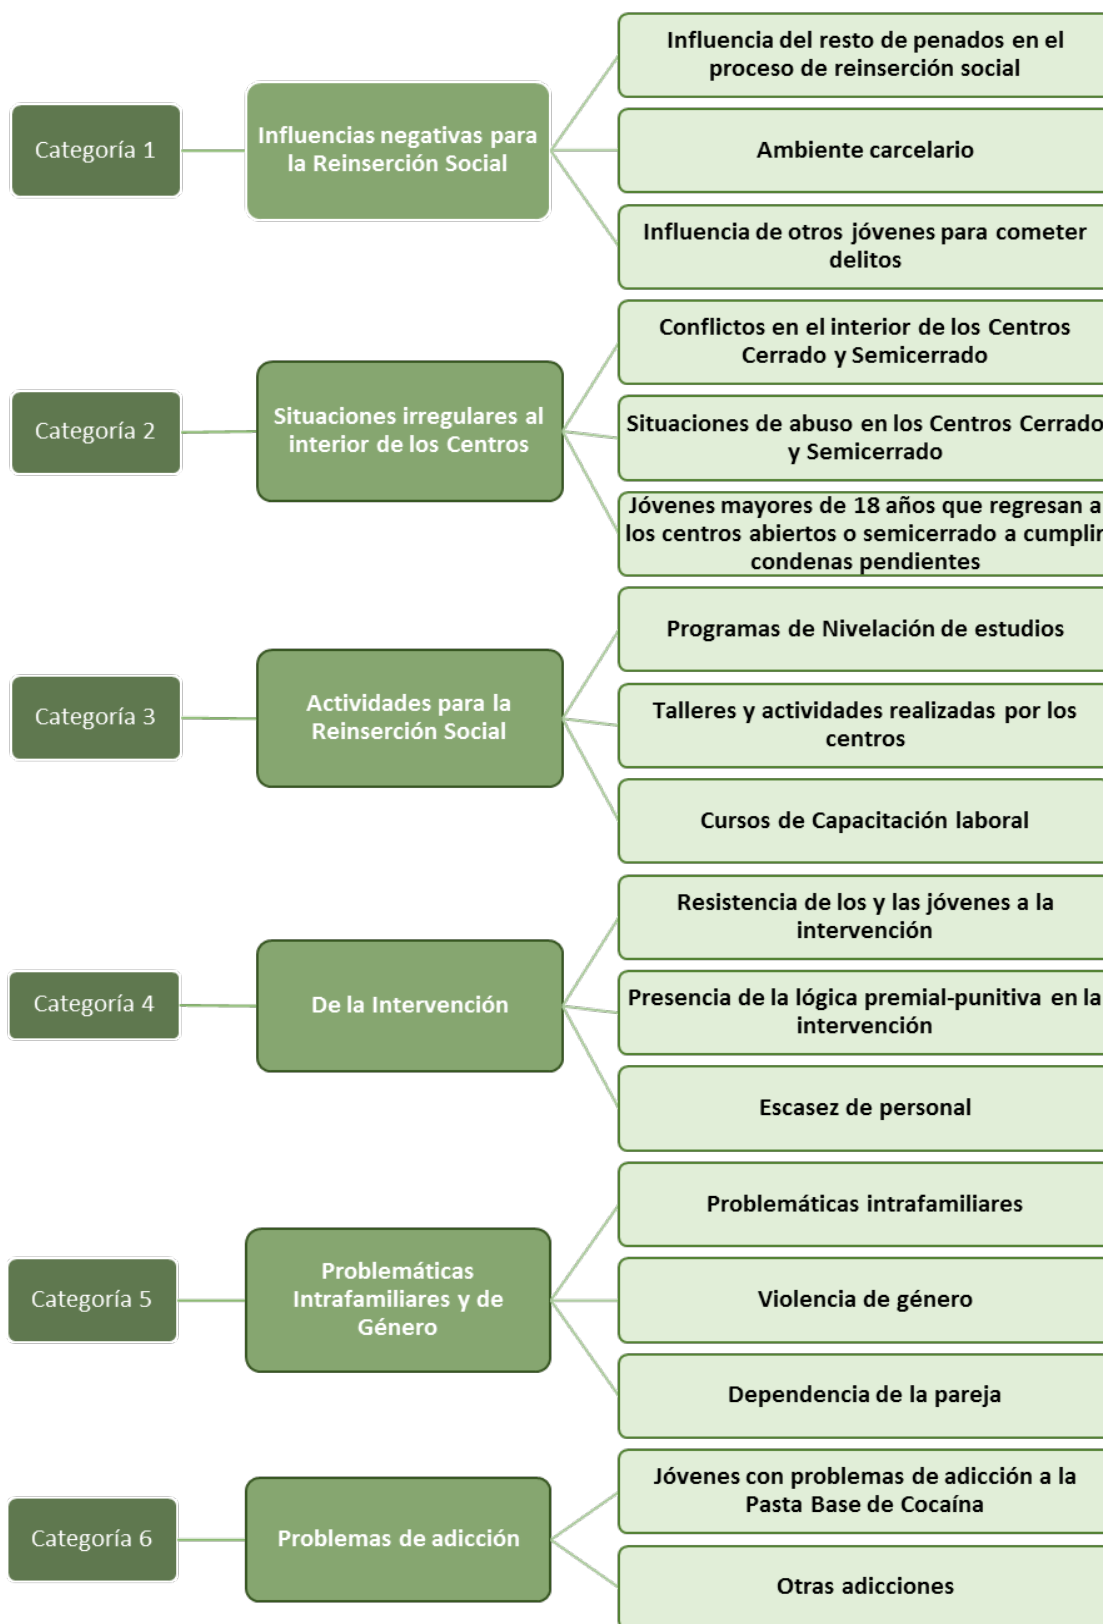 Categoría 1
Influencias negativas para
la Reinserción Social
Influencia del resto de penados en el
proceso de reinserción social
Ambiente carcelario
Influencia de otros jóvenes para cometer
delitos
Categoría 2
Situaciones irregulares al
interior de los Centros
Conflictos en el interior de los Centros
Cerrado y Semicerrado
Situaciones de abuso en los Centros Cerrado
y Semicerrado
Jóvenes mayores de 18 años que regresan a
los centros abiertos o semicerrado a cumplir
condenas pendientes
Categoría 3
Actividades para la
Reinserción Social
Programas de Nivelación de estudios
Talleres y actividades realizadas por los
centros
Cursos de Capacitación laboral
Categoría 4
De la Intervención
Resistencia de los y las jóvenes a la
intervención
Presencia de la lógica premial-punitiva en la
intervención
Escasez de personal
Categoría 5
Problemáticas
Intrafamiliares y de
Género
Problemáticas intrafamiliares
Violencia de género
Dependencia de la pareja
Categoría 6
Problemas de adicción
Jóvenes con problemas de adicción a la
Pasta Base de Cocaína
Otras adicciones